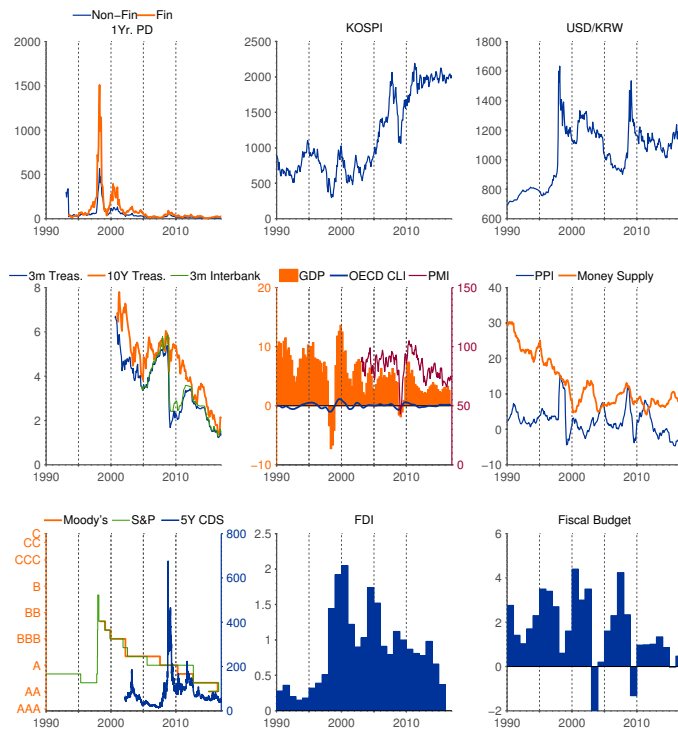 Non−Fin Fin
1Yr. PD KOSPI USD/KRW
2000 2500 1800
1500 2000 1600
1000 1500 1400
500 1000 1200
0 500 1000
0 800
600
1990 2000 2010 1990 2000 2010 1990 2000 2010
3m Treas. 10Y Treas. 3m Interbank GDP OECD CLI PMI PPI Money Supply
8 20 150 40
6 10 100 30
4 0 50 20
2 −10 0 10
0 0
−10
1990 2000 2010 1990 2000 2010 1990 2000 2010
Moody's S&P 5Y CDS FDI Fiscal Budget
C 800 2.5 6
CC
CCC 600 2 4
B 1.5
BB 400 2
BBB 1
A 200 0.5 0
AA
AAA 0 0 −2
1990 2000 2010 1990 2000 2010 1990 2000 2010